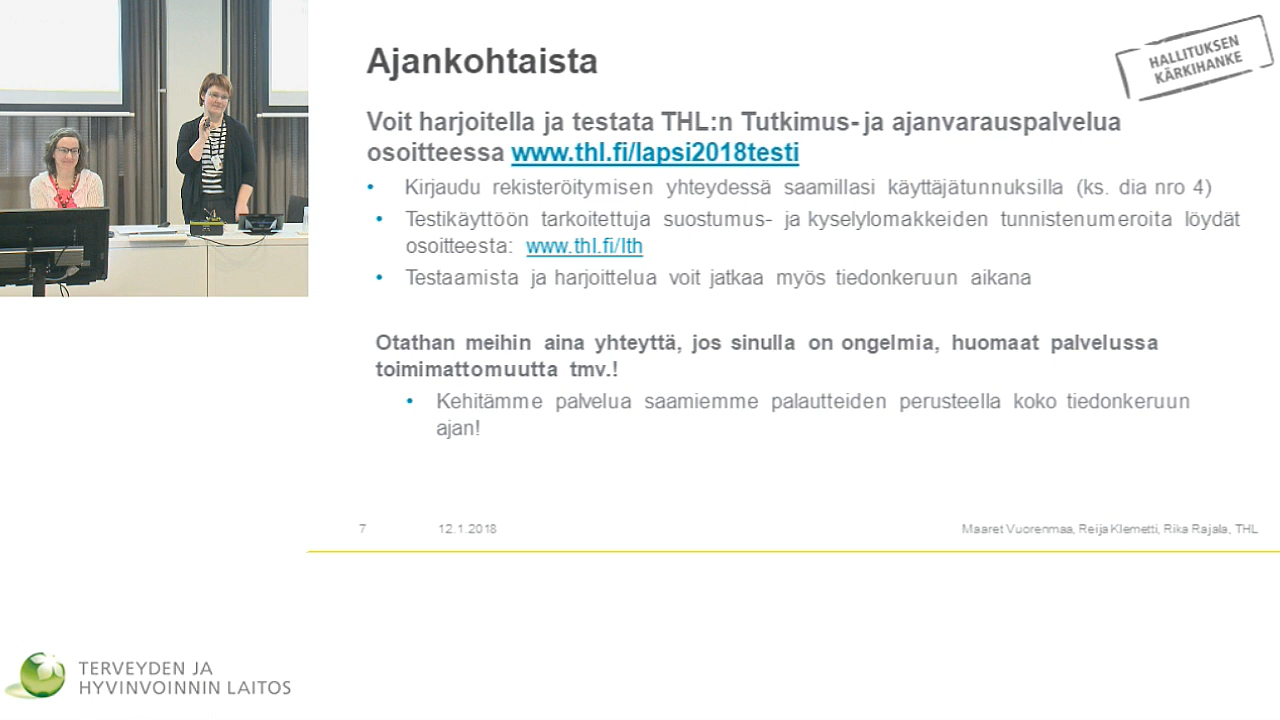 Ajankohtaista
HALLITUKSEN
KÄRKIHANKE
Voit harjoitella ja testata THL:n Tutkimus- ja ajanvarauspalvelua
osoitteessa www.thl.fi/lapsi2018testi
• Kirjaudu rekisteröitymisen yhteydessä saamillasi käyttäjätunnuksilla (ks. dia nro 4)
• Testikäyttöön tarkoitettuja suostumus- ja kyselylomakkeiden tunnistenumeroita löydät
osoitteesta: www.thl.fi/lth
• Testaamista ja harjoittelua voit jatkaa myös tiedonkeruun aikana
Otathan meihin aina yhteyttä, jos sinulla on ongelmia, huomaat palvelussa
toimimattomuutta tmv.!
• Kehitämme palvelua saamiemme palautteiden perusteella koko tiedonkeruun
ajan!
7 12.1.2018 Maaret Vuorenmaa, Reija Klemetti, Rika Rajala, THL
TERVEYDEN JA
HYVINVOINNIN LAITOS